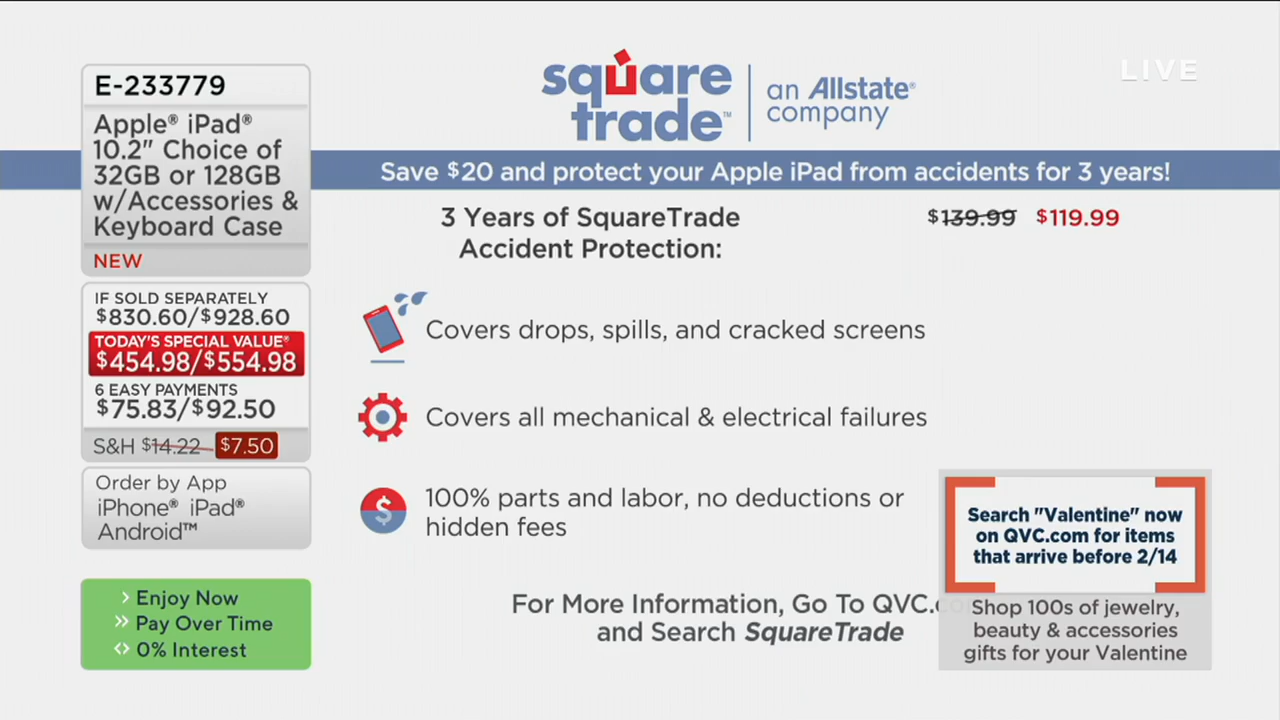 E-233779
Apple® iPad®
10.2" Choice of
32GB or 128GB
w/Accessories &
Keyboard Case
NEW
IF SOLD SEPARATELY
$830.60/$928.60
TODAY'S SPECIAL VALUE®
$454.98/$554.98
6 EASY PAYMENTS
$75.83/$92.50
S&H $14.22 $7.50
Order by App
iPhone® iPad®
Android™
> Enjoy Now
» Pay Over Time
<> 0% Interest
square
trade™
an Allstate®
company
LIVE
Save $20 and protect your Apple iPad from accidents for 3 years!
3 Years of SquareTrade
Accident Protection:
$139.99 $119.99
Covers drops, spills, and cracked screens
Covers all mechanical & electrical failures
$
100% parts and labor, no deductions or
hidden fees
For More Information, Go To QVC.com
and Search SquareTrade
Search "Valentine" now
on QVC.com for items
that arrive before 2/14
Shop 100s of jewelry,
beauty & accessories
gifts for your Valentine